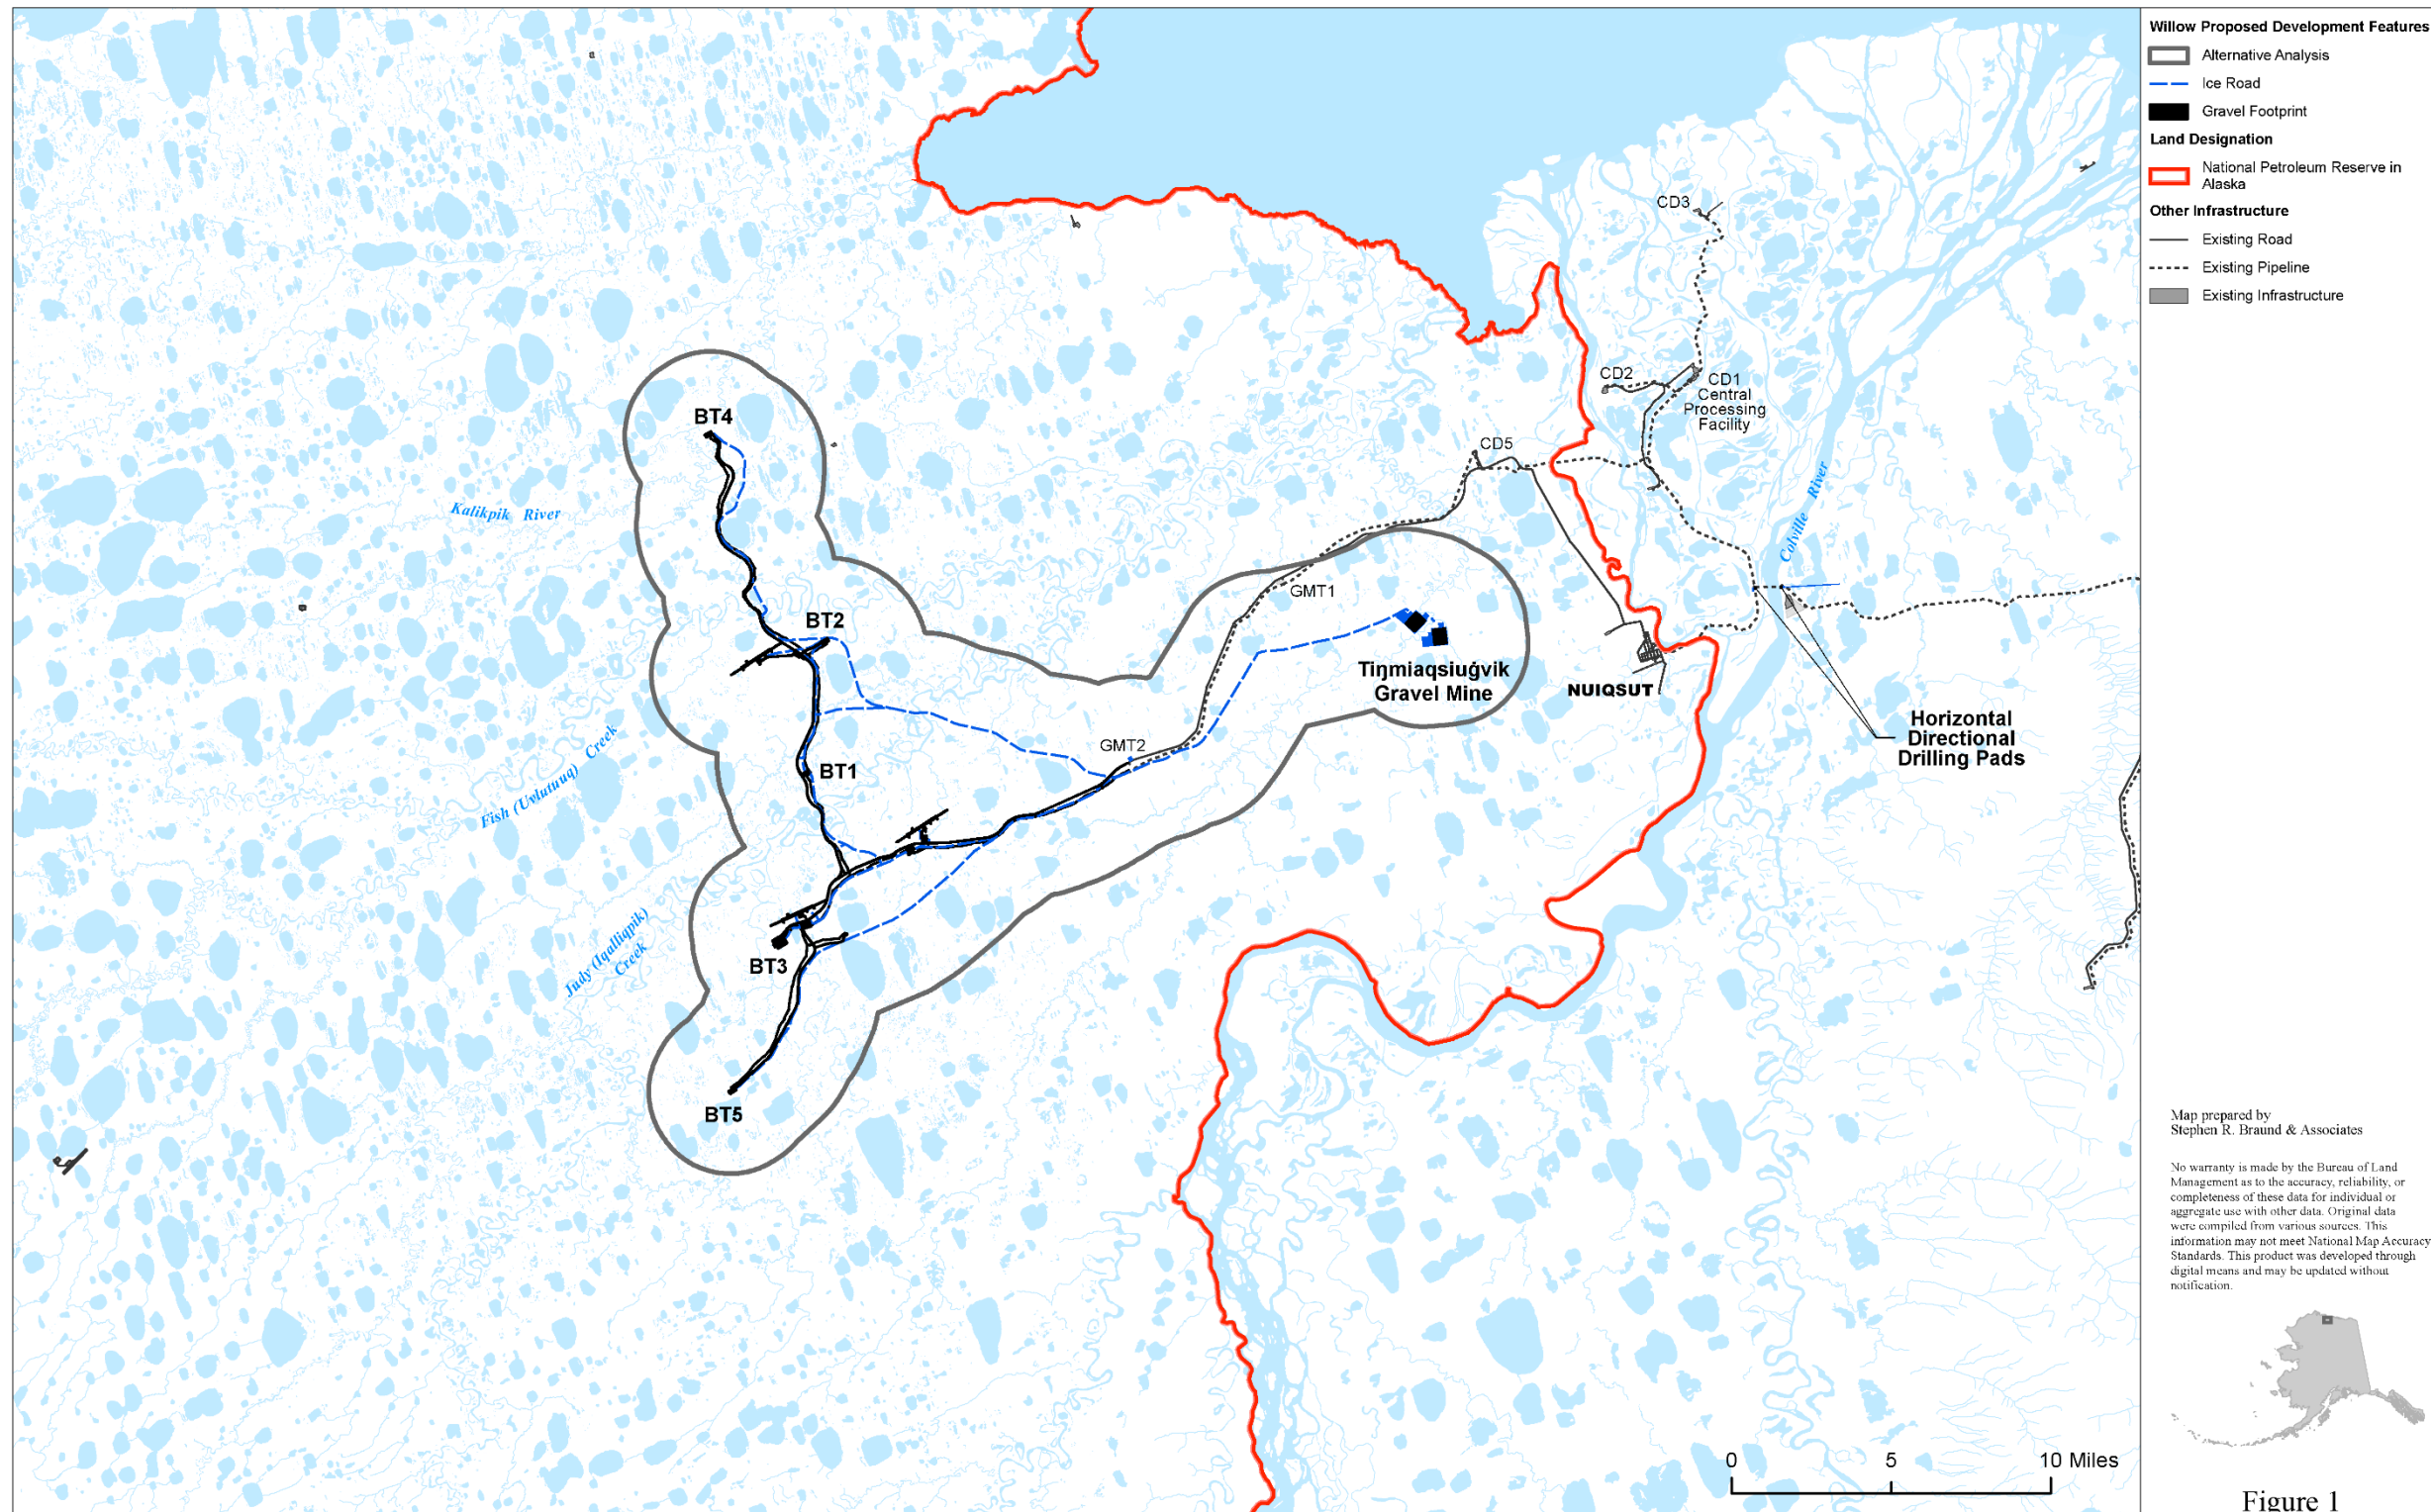 Willow Proposed Development Features
Alternative Analysis
Ice Road
Gravel Footprint
Land Designation
National Petroleum Reserve in
Alaska
Other Infrastructure
Existing Road
Existing Pipeline
Existing Infrastructure
CD3
CD2
CD1
Central
Processing
Facility
CD5
BT4
Kalikpik River
Colville River
GMT1
BT2
Tiŋmiaqsiuġvik
Gravel Mine
NUIQSUT
Horizontal
Directional
Drilling Pads
GMT2
BT1
Fish (Uvlutuuq) Creek
Judy (Iqalliqpik)
Creek
BT3
BT5
Map prepared by
Stephen R. Braund & Associates
No warranty is made by the Bureau of Land
Management as to the accuracy, reliability, or
completeness of these data for individual or
aggregate use with other data. Original data
were compiled from various sources. This
information may not meet National Map Accuracy
Standards. This product was developed through
digital means and may be updated without
notification.
0 5 10 Miles
Figure 1